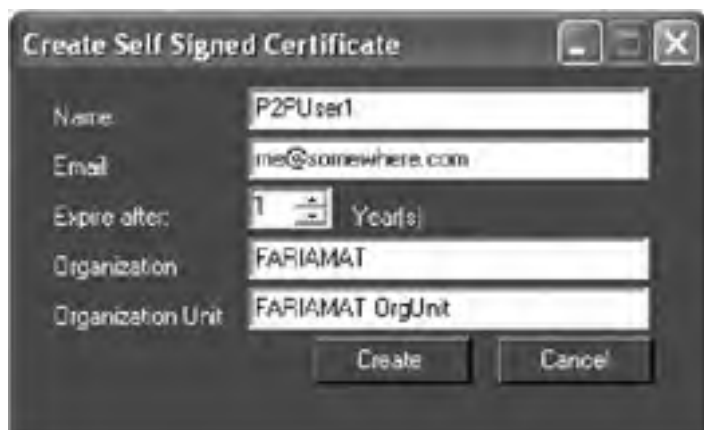 Create Self Signed Certificate
Name
P2PUser1
Email
me@somewhere.com
Expire after:
1 Year(s)
Organization
FARIAMAT
Organization Unit
FARIAMAT OrgUnit
Create Cancel